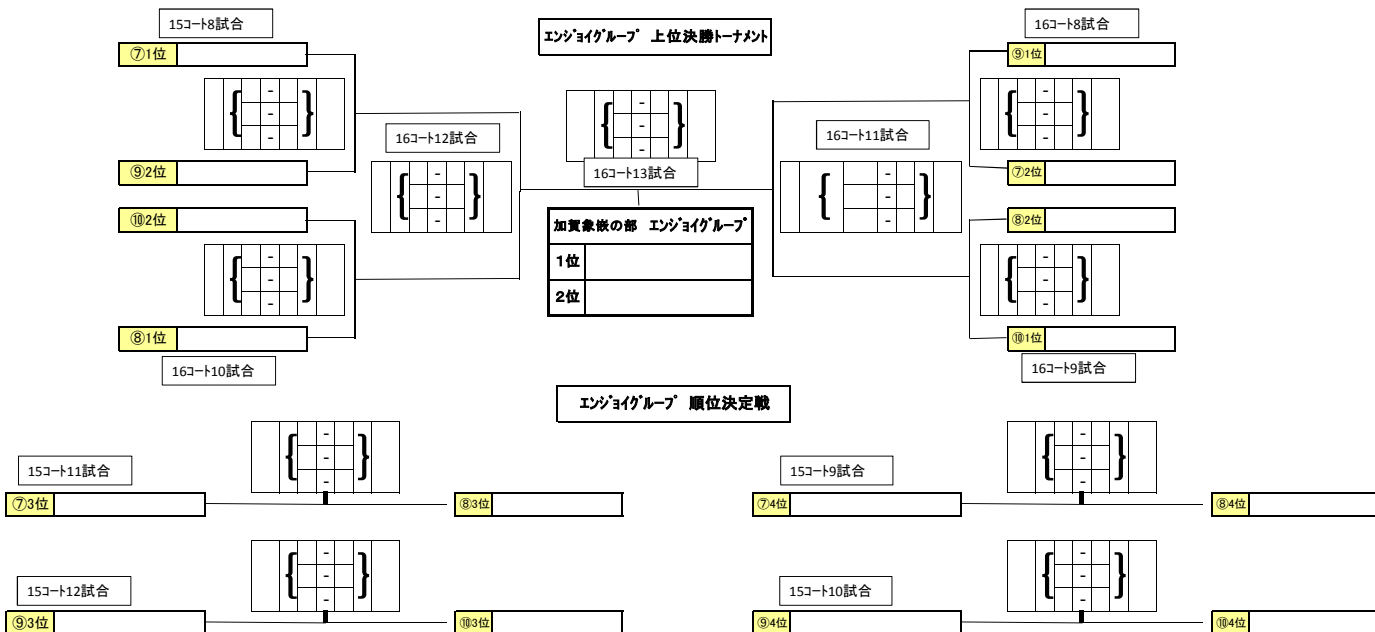 15ｺｰﾄ8試合
ｴﾝｼﾞｮｲｸﾞﾙｰﾌﾟ 上位決勝ﾄｰﾅﾒﾝﾄ
16ｺｰﾄ8試合
⑦1位
⑨1位
-
-
-
-
-
-
-
-
-
16ｺｰﾄ12試合
16ｺｰﾄ11試合
⑨2位
16ｺｰﾄ13試合
⑦2位
-
-
-
-
-
-
⑩2位
⑧2位
加賀象嵌の部 ｴﾝｼﾞｮｲｸﾞﾙｰﾌﾟ
1位
2位
-
-
-
-
-
-
⑧1位
⑩1位
16ｺｰﾄ10試合
16ｺｰﾄ9試合
ｴﾝｼﾞｮｲｸﾞﾙｰﾌﾟ 順位決定戦
-
-
-
-
-
-
15ｺｰﾄ11試合
15ｺｰﾄ9試合
⑦3位
⑧3位
⑦4位
⑧4位
-
-
-
-
-
-
15ｺｰﾄ12試合
15ｺｰﾄ10試合
⑨3位
⑩3位
⑨4位
⑩4位